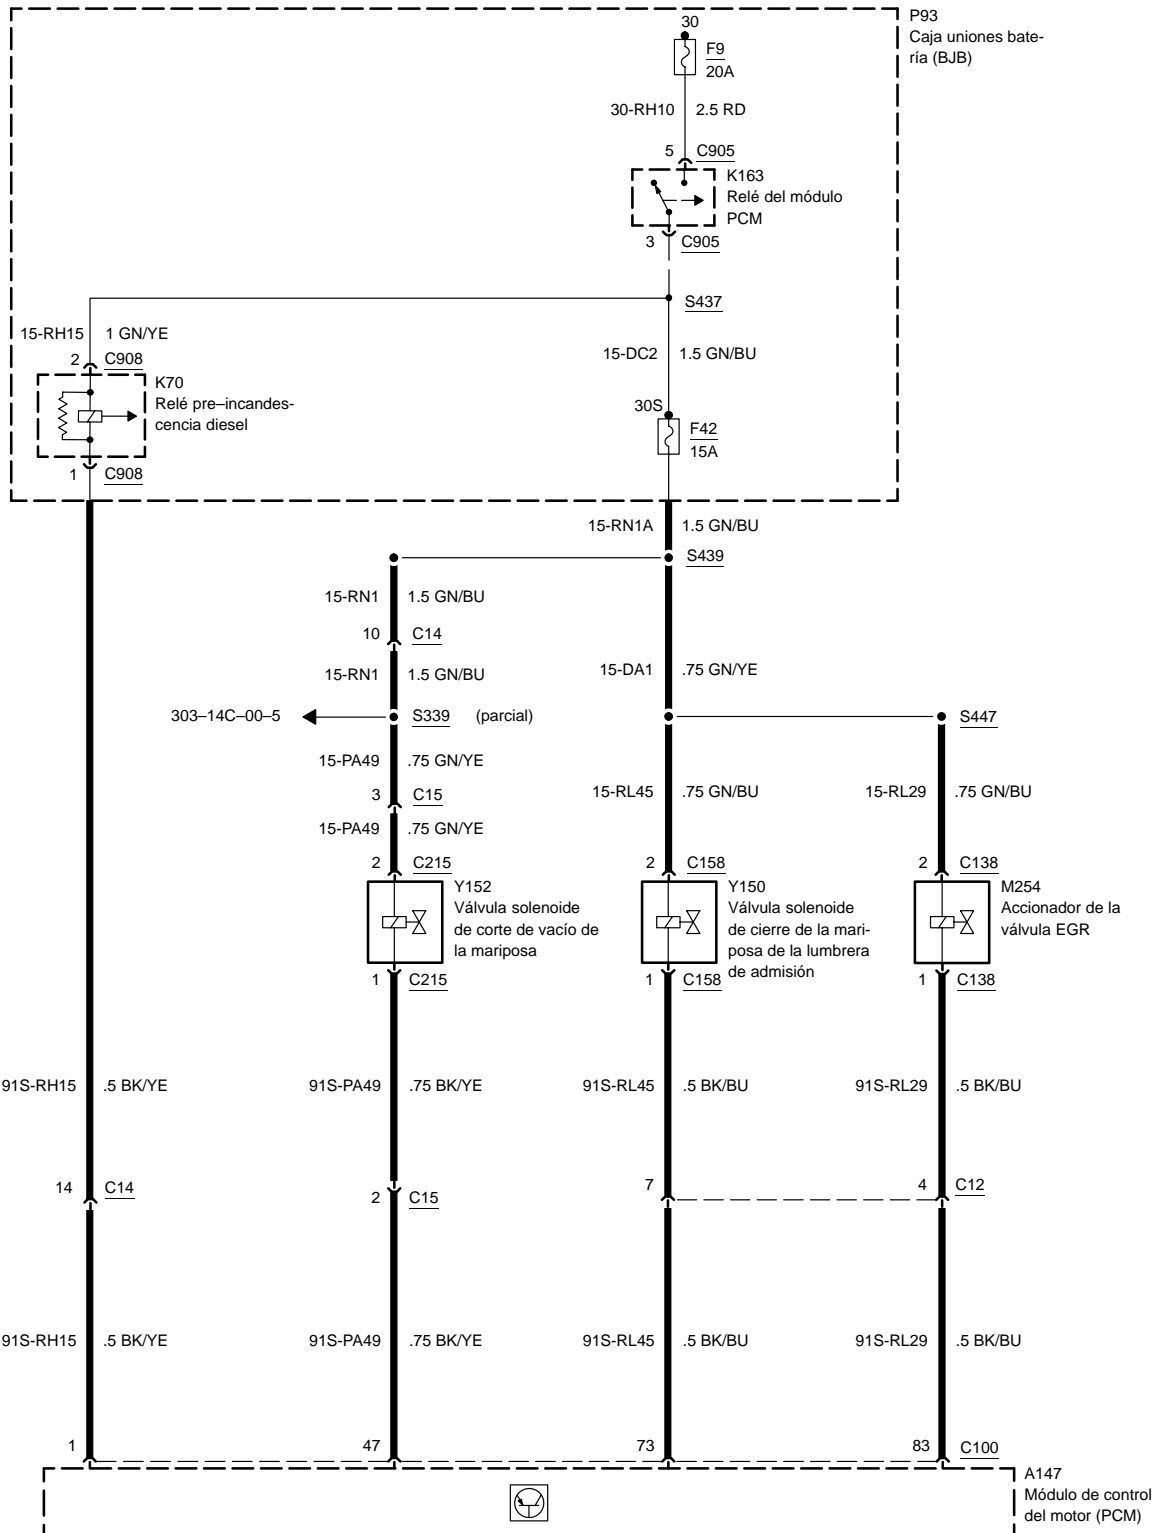 30
P93
Caja uniones bate-
ría (BJB)
F9
20A
30-RH10 2.5 RD
5 C905
K163
Relé del módulo
PCM
3 C905
S437
15-RH15 1 GN/YE
2 C908
K70
Relé pre–incandes-
cencia diesel
1 C908
15-DC2 1.5 GN/BU
30S
F42
15A
15-RN1A 1.5 GN/BU
S439
15-RN1 1.5 GN/BU
10 C14
15-RN1 1.5 GN/BU
15-DA1 .75 GN/YE
303–14C–00–5 S339 (parcial)
S447
15-PA49 .75 GN/YE
3 C15
15-PA49 .75 GN/YE
15-RL45 .75 GN/BU
15-RL29 .75 GN/BU
2 C215
Y152
Válvula solenoide
de corte de vacío de
la mariposa
1 C215
2 C158
Y150
Válvula solenoide
de cierre de la mari-
posa de la lumbrera
de admisión
1 C158
2 C138
M254
Accionador de la
válvula EGR
1 C138
91S-RH15 .5 BK/YE
91S-PA49 .75 BK/YE
91S-RL45 .5 BK/BU
91S-RL29 .5 BK/BU
14 C14
2 C15
7
4 C12
91S-RH15 .5 BK/YE
91S-PA49 .75 BK/YE
91S-RL45 .5 BK/BU
91S-RL29 .5 BK/BU
1
47
73
83 C100
A147
Módulo de control
del motor (PCM)